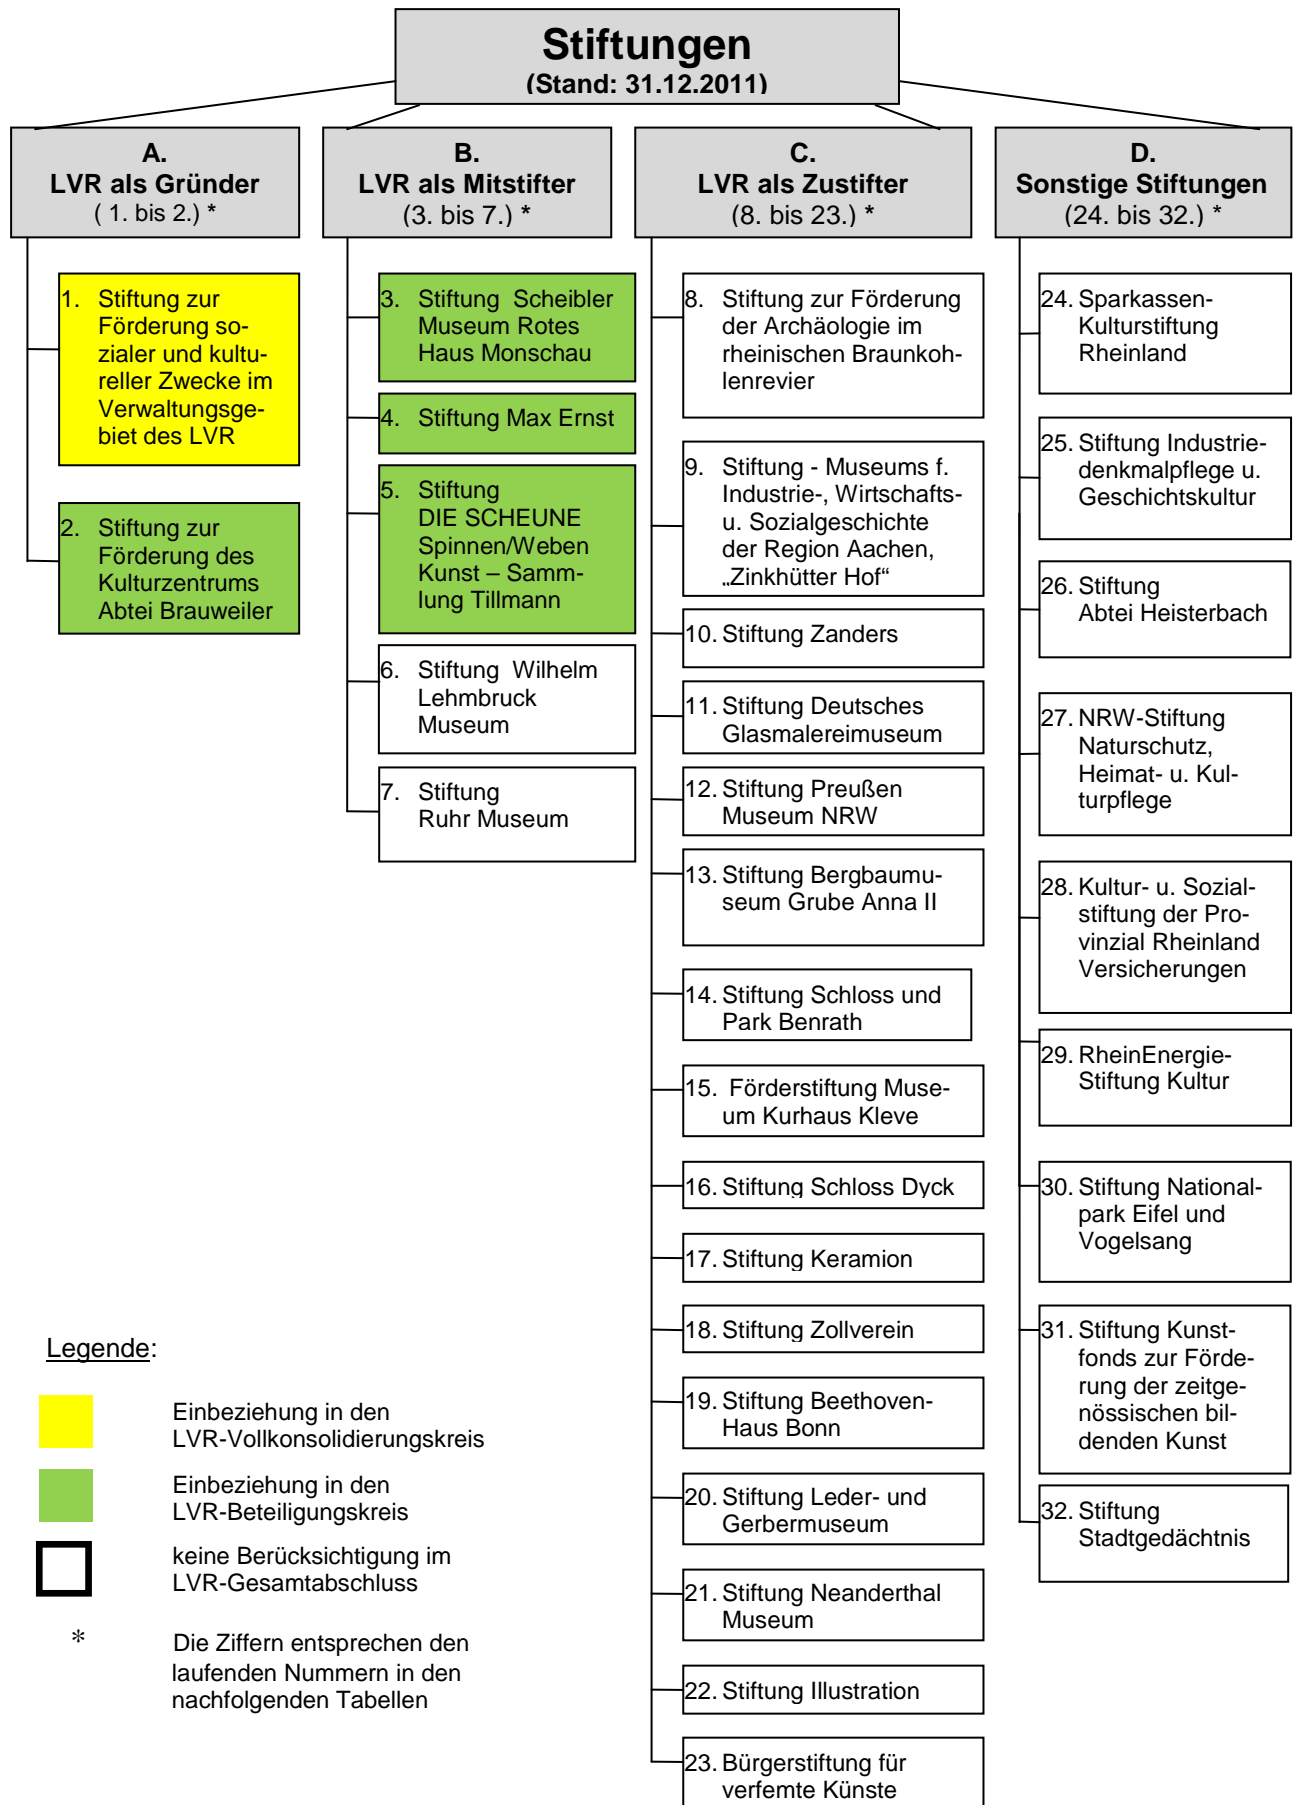 Stiftungen
(Stand: 31.12.2011)
A.
LVR als Gründer
( 1. bis 2.) *
1. Stiftung zur
Förderung so-
zialer und kultu-
reller Zwecke im
Verwaltungsge-
biet des LVR
2. Stiftung zur
Förderung des
Kulturzentrums
Abtei Brauweiler
B.
LVR als Mitstifter
(3. bis 7.) *
3. Stiftung Scheibler
Museum Rotes
Haus Monschau
4. Stiftung Max Ernst
5. Stiftung
DIE SCHEUNE
Spinnen/Weben
Kunst – Samm-
lung Tillmann
6. Stiftung Wilhelm
Lehmbruck
Museum
7. Stiftung
Ruhr Museum
C.
LVR als Zustifter
(8. bis 23.) *
8. Stiftung zur Förderung
der Archäologie im
rheinischen Braunkoh-
lenrevier
9. Stiftung - Museums f.
Industrie-, Wirtschafts-
u. Sozialgeschichte
der Region Aachen,
„Zinkhütter Hof“
10. Stiftung Zanders
11. Stiftung Deutsches
Glasmalereimuseum
12. Stiftung Preußen
Museum NRW
13. Stiftung Bergbaumu-
seum Grube Anna II
14. Stiftung Schloss und
Park Benrath
15. Förderstiftung Muse-
um Kurhaus Kleve
16. Stiftung Schloss Dyck
17. Stiftung Keramion
18. Stiftung Zollverein
19. Stiftung Beethoven-
Haus Bonn
20. Stiftung Leder- und
Gerbermuseum
21. Stiftung Neanderthal
Museum
22. Stiftung Illustration
23. Bürgerstiftung für
verfemte Künste
D.
Sonstige Stiftungen
(24. bis 32.) *
24. Sparkassen-
Kulturstiftung
Rheinland
25. Stiftung Industrie-
denkmalpflege u.
Geschichtskultur
26. Stiftung
Abtei Heisterbach
27. NRW-Stiftung
Naturschutz,
Heimat- u. Kul-
turpflege
28. Kultur- u. Sozial-
stiftung der Pro-
vinzial Rheinland
Versicherungen
29. RheinEnergie-
Stiftung Kultur
30. Stiftung National-
park Eifel und
Vogelsang
31. Stiftung Kunst-
fonds zur Förde-
rung der zeitge-
nössischen bil-
denden Kunst
32. Stiftung
Stadtgedächtnis
Legende:
Einbeziehung in den
LVR-Vollkonsolidierungskreis
Einbeziehung in den
LVR-Beteiligungskreis
keine Berücksichtigung im
LVR-Gesamtabschluss
* Die Ziffern entsprechen den
laufenden Nummern in den
nachfolgenden Tabellen